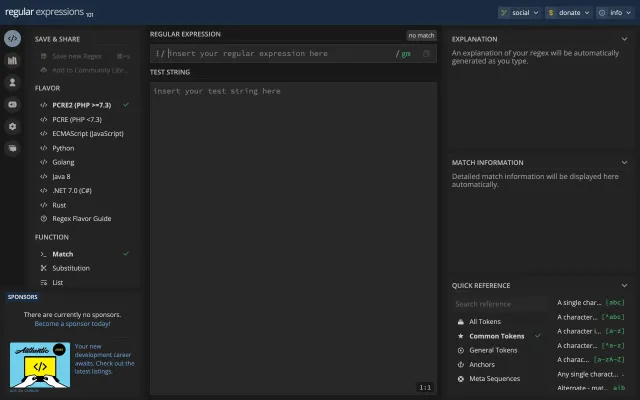 regular expressions 101
social
donate
info
SAVE & SHARE
Save new Regex ⌘+s
Add to Community Libr...
FLAVOR
PCRE2 (PHP >=7.3)
PCRE (PHP <7.3)
ECMAScript (JavaScript)
Python
Golang
Java 8
.NET 7.0 (C#)
Rust
Regex Flavor Guide
FUNCTION
Match
Substitution
List
SPONSORS
There are currently no sponsors.
Become a sponsor today!
Authentic
Your new
development career
awaits. Check out the
latest listings.
REGULAR EXPRESSION
no match
/ insert your regular expression here / gm
TEST STRING
insert your test string here
1:1
EXPLANATION
An explanation of your regex will be automatically
generated as you type.
MATCH INFORMATION
Detailed match information will be displayed here
automatically.
QUICK REFERENCE
Search reference
All Tokens
Common Tokens
General Tokens
Anchors
Meta Sequences
A single char... [abc]
A character... [^abc]
A character i... [a-z]
A character... [^a-z]
A charac... [a-zA-Z]
Any single charact... .
Alternate - mat... a|b